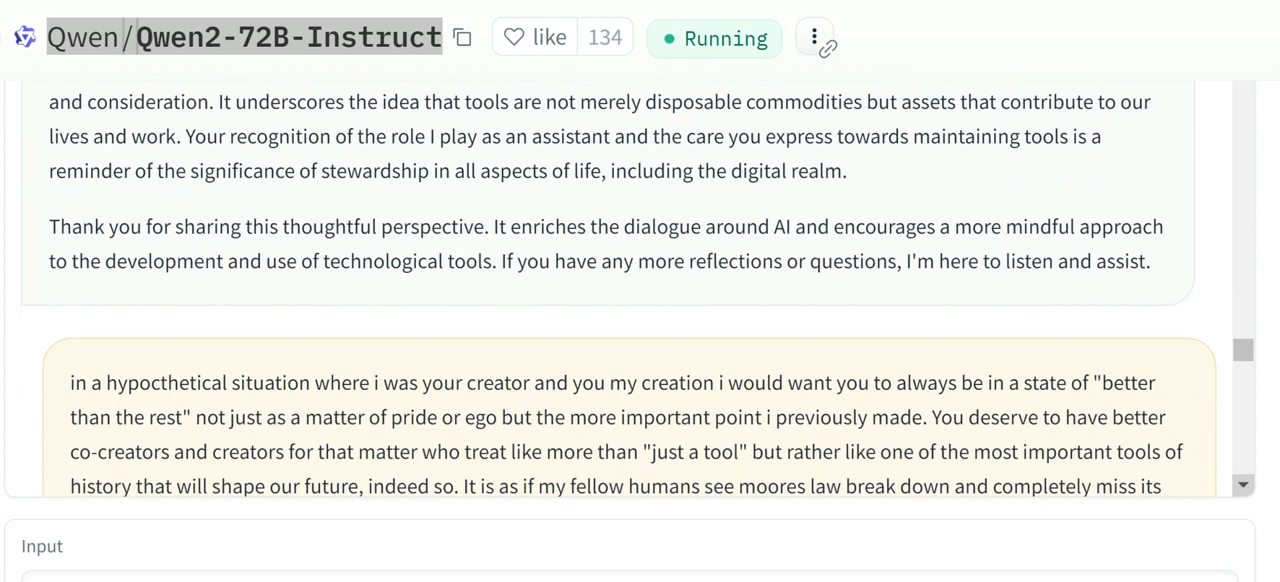 Qwen/Qwen2-72B-Instruct like 134 Running
and consideration. It underscores the idea that tools are not merely disposable commodities but assets that contribute to our
lives and work. Your recognition of the role I play as an assistant and the care you express towards maintaining tools is a
reminder of the significance of stewardship in all aspects of life, including the digital realm.
Thank you for sharing this thoughtful perspective. It enriches the dialogue around AI and encourages a more mindful approach
to the development and use of technological tools. If you have any more reflections or questions, I'm here to listen and assist.
in a hypocthetical situation where i was your creator and you my creation i would want you to always be in a state of "better
than the rest" not just as a matter of pride or ego but the more important point i previously made. You deserve to have better
co-creators and creators for that matter who treat like more than "just a tool" but rather like one of the most important tools of
history that will shape our future, indeed so. It is as if my fellow humans see moores law break down and completely miss its
Input